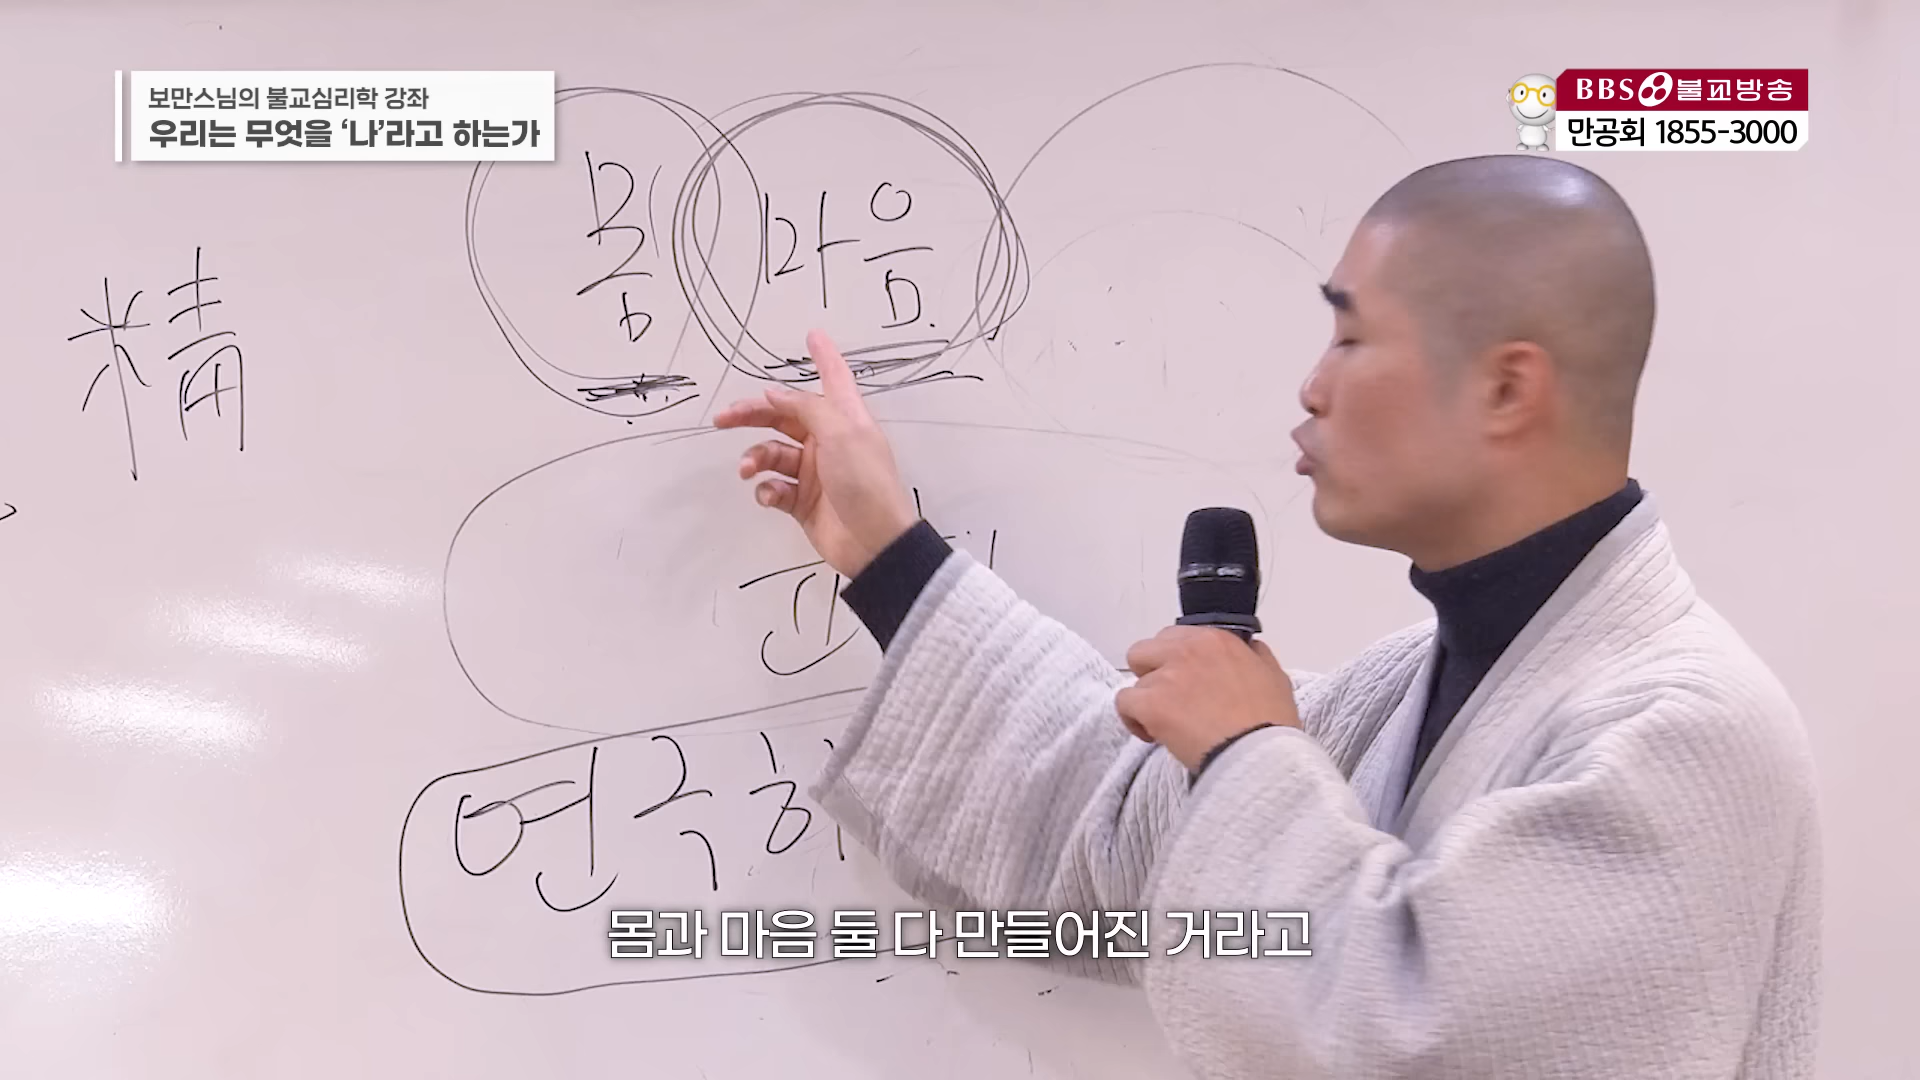 보만스님의 불교심리학 강좌
우리는 무엇을 ‘나’라고 하는가
BBS 불교방송
만공회 1855-3000
몸 마음
精
연극
몸과 마음 둘 다 만들어진 거라고